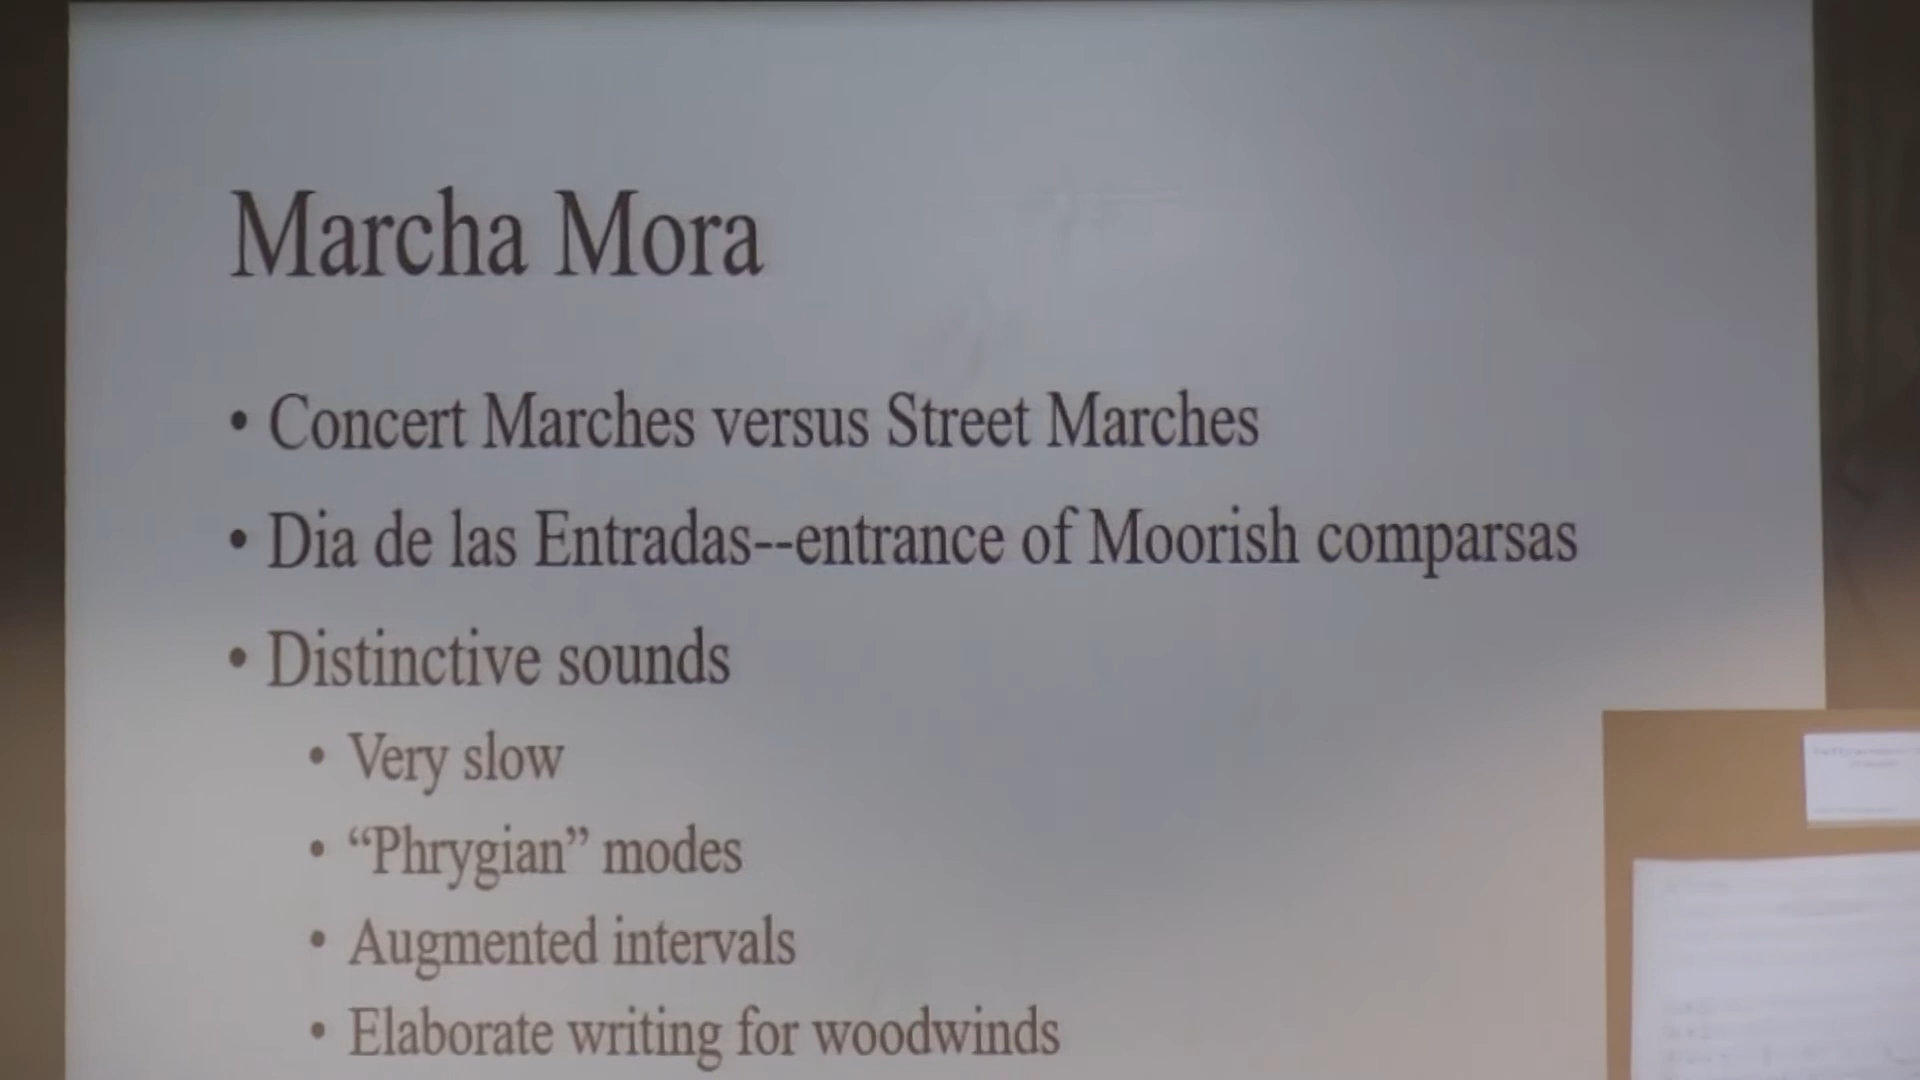 Marcha Mora
• Concert Marches versus Street Marches
• Dia de las Entradas--entrance of Moorish comparsas
• Distinctive sounds
• Very slow
• “Phrygian” modes
• Augmented intervals
• Elaborate writing for woodwinds